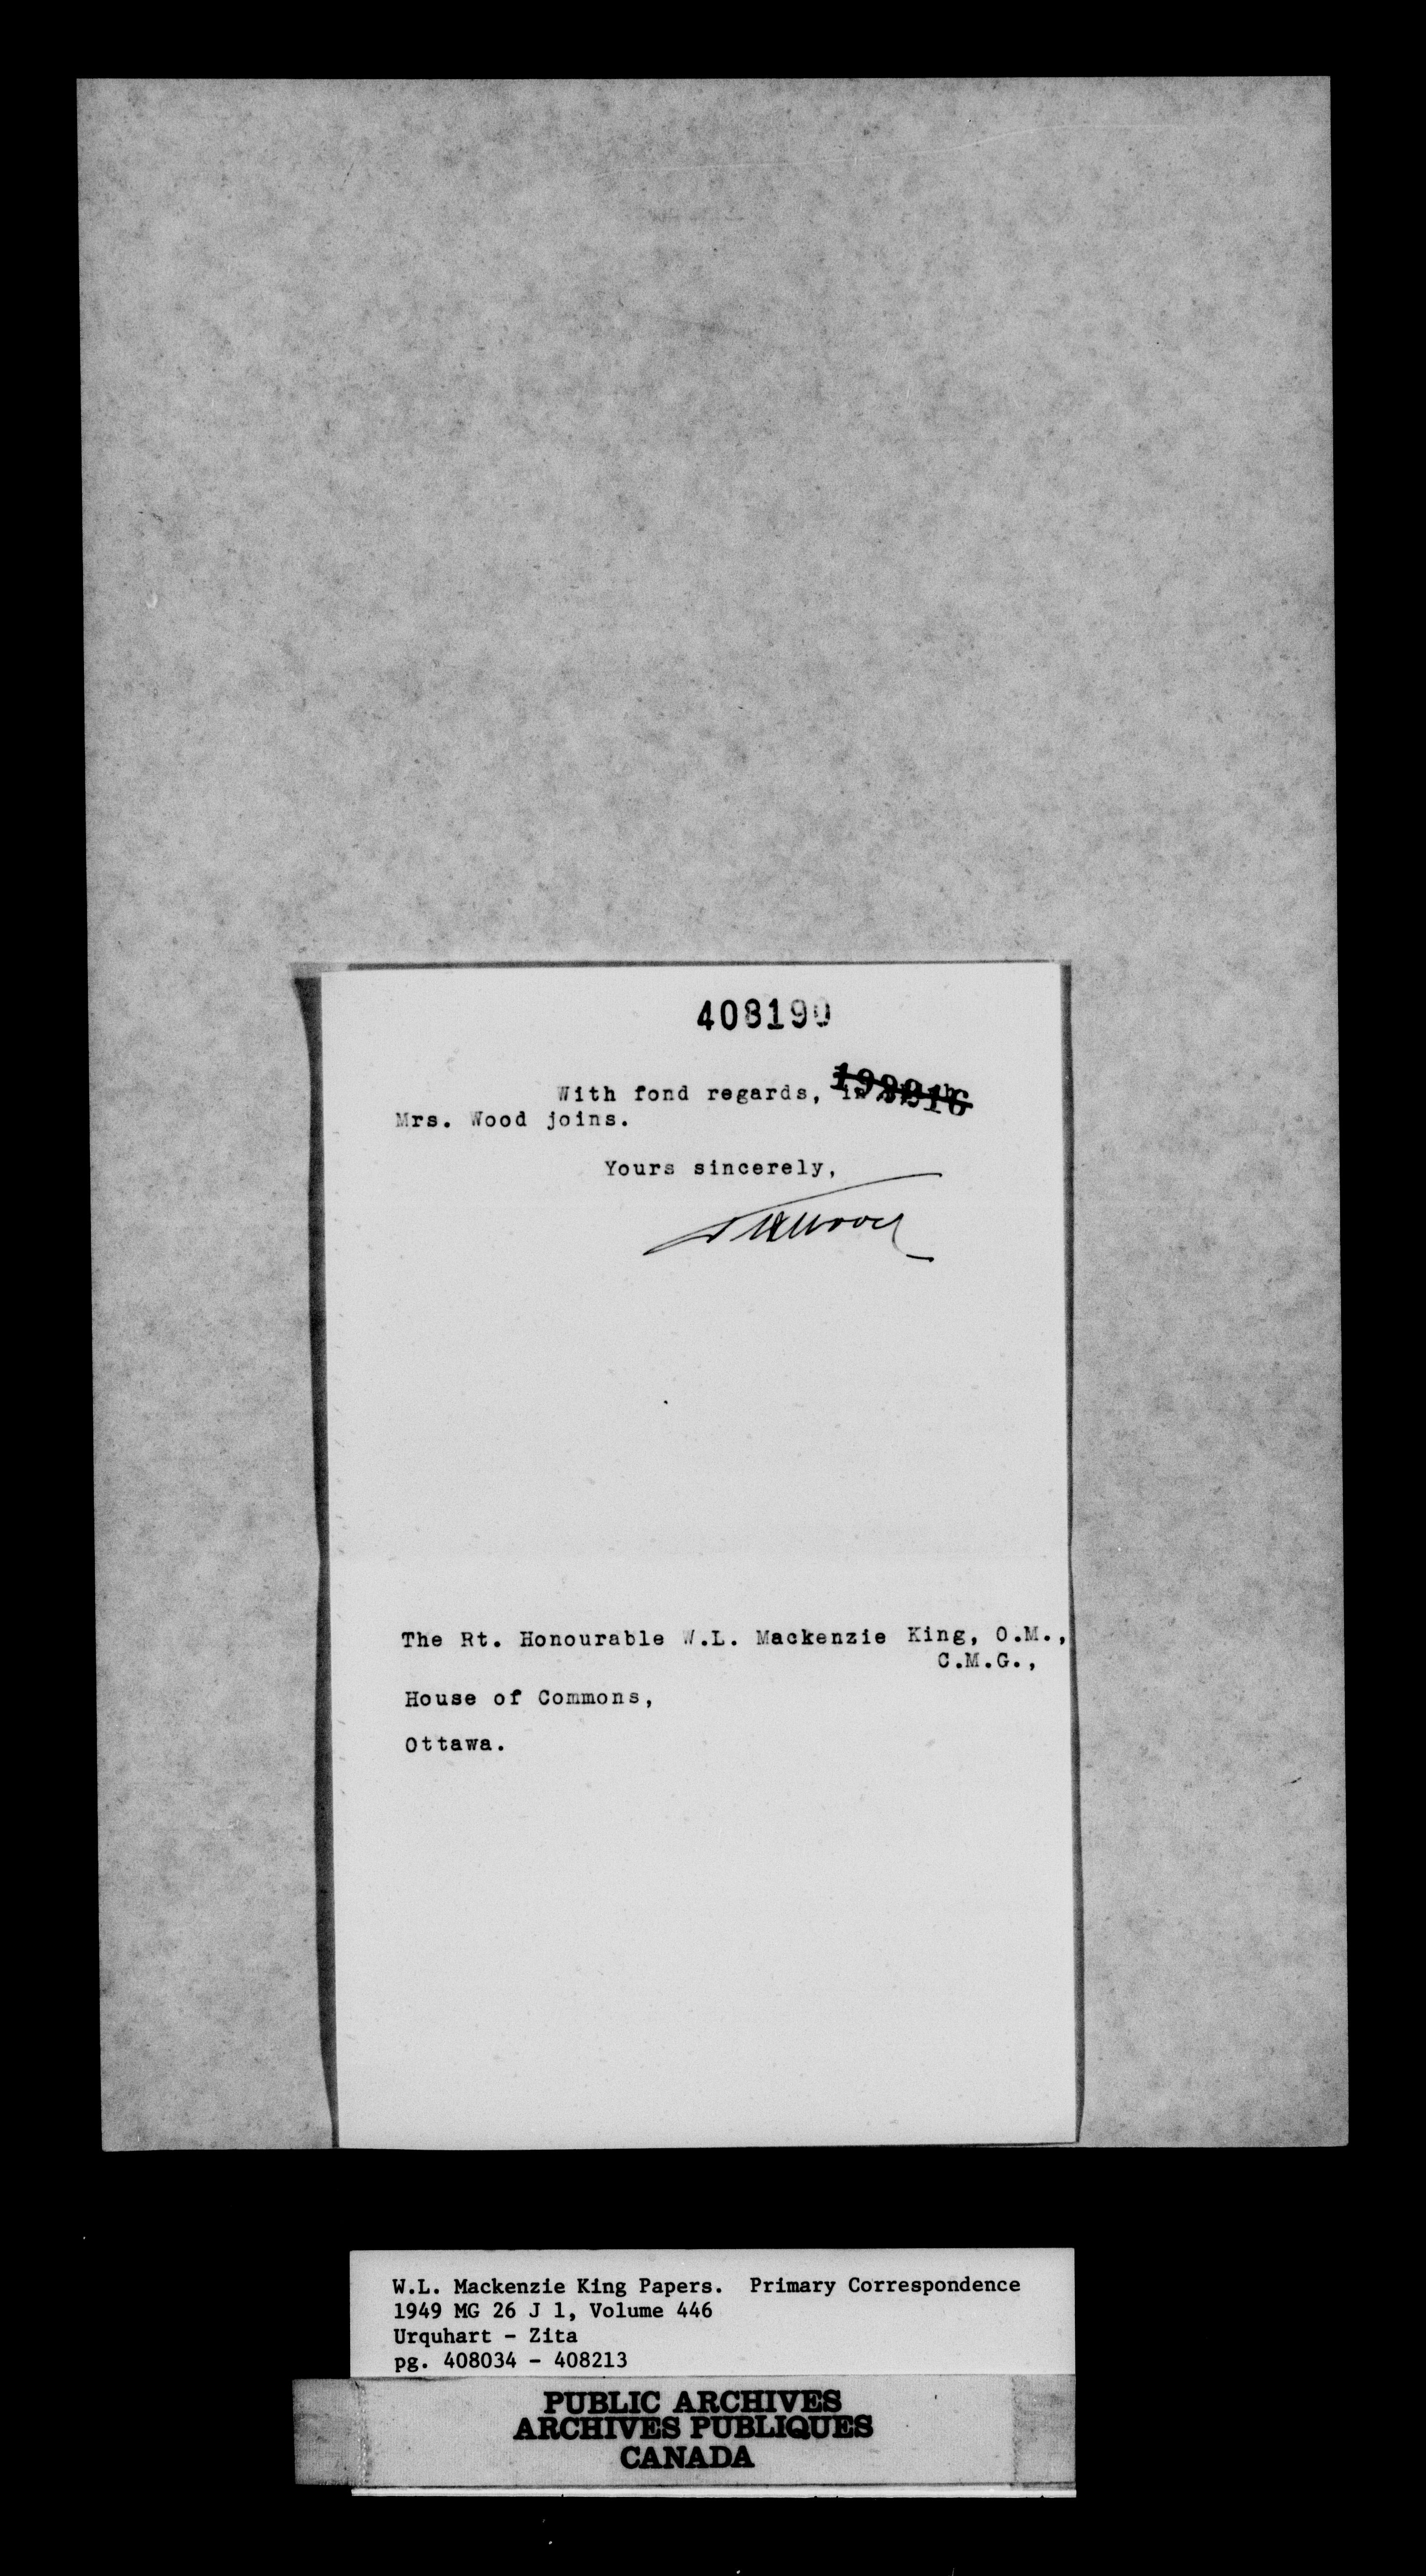 408190
With fond regards, in which
Mrs. Wood joins.
Yours sincerely,
The Rt. Honourable W.L. Mackenzie King, O.M.,
C.M.G.,
House of Commons,
Ottawa.
W.L. Mackenzie King Papers. Primary Correspondence
1949 MG 26 J 1, Volume 446
Urquhart - Zita
pg. 408034 - 408213
PUBLIC ARCHIVES
ARCHIVES PUBLIQUES
CANADA